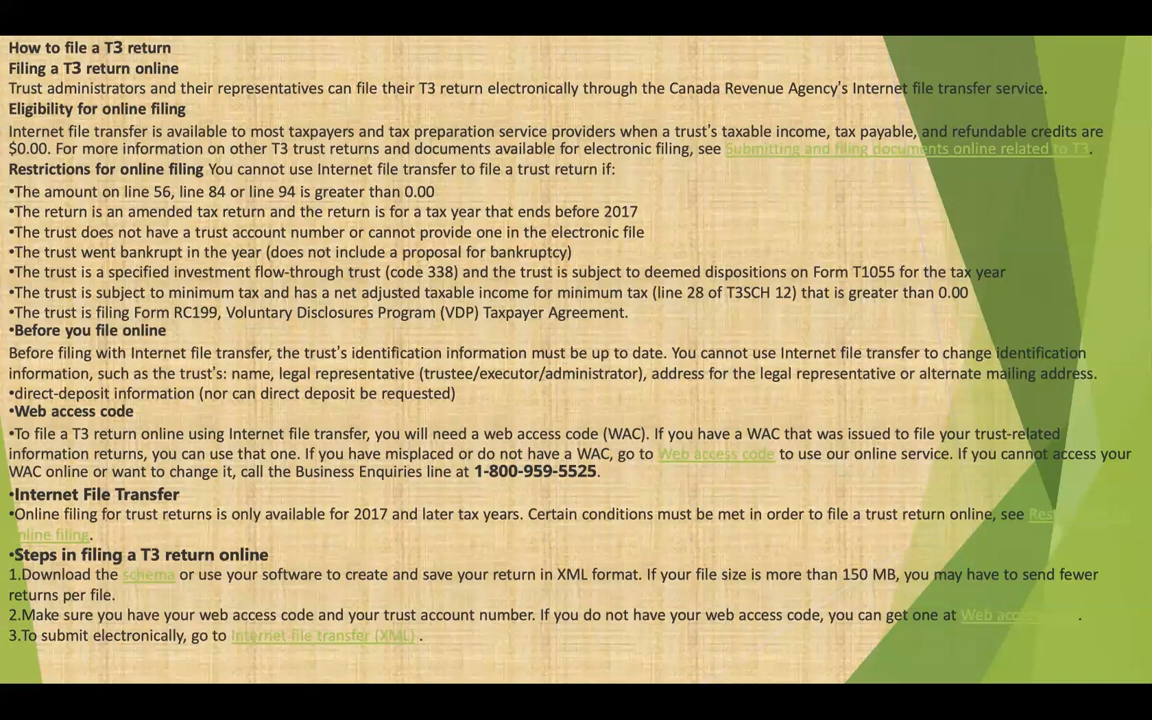 How to file a T3 return
Filing a T3 return online
Trust administrators and their representatives can file their T3 return electronically through the Canada Revenue Agency's Internet file transfer service.
Eligibility for online filing
Internet file transfer is available to most taxpayers and tax preparation service providers when a trust's taxable income, tax payable, and refundable credits are
$0.00. For more information on other T3 trust returns and documents available for electronic filing, see Submitting and filing documents online related to T3.
Restrictions for online filing You cannot use Internet file transfer to file a trust return if:
•The amount on line 56, line 84 or line 94 is greater than 0.00
•The return is an amended tax return and the return is for a tax year that ends before 2017
•The trust does not have a trust account number or cannot provide one in the electronic file
•The trust went bankrupt in the year (does not include a proposal for bankruptcy)
•The trust is a specified investment flow-through trust (code 338) and the trust is subject to deemed dispositions on Form T1055 for the tax year
•The trust is subject to minimum tax and has a net adjusted taxable income for minimum tax (line 28 of T3SCH 12) that is greater than 0.00
•The trust is filing Form RC199, Voluntary Disclosures Program (VDP) Taxpayer Agreement.
•Before you file online
Before filing with Internet file transfer, the trust's identification information must be up to date. You cannot use Internet file transfer to change identification
information, such as the trust's: name, legal representative (trustee/executor/administrator), address for the legal representative or alternate mailing address.
•direct-deposit information (nor can direct deposit be requested)
•Web access code
•To file a T3 return online using Internet file transfer, you will need a web access code (WAC). If you have a WAC that was issued to file your trust-related
information returns, you can use that one. If you have misplaced or do not have a WAC, go to Web access code to use our online service. If you cannot access your
WAC online or want to change it, call the Business Enquiries line at 1-800-959-5525.
•Internet File Transfer
•Online filing for trust returns is only available for 2017 and later tax years. Certain conditions must be met in order to file a trust return online, see
online filing.
•Steps in filing a T3 return online
1.Download the schema or use your software to create and save your return in XML format. If your file size is more than 150 MB, you may have to send fewer
returns per file.
2.Make sure you have your web access code and your trust account number. If you do not have your web access code, you can get one at Web .
3.To submit electronically, go to Internet file transfer (XML) .